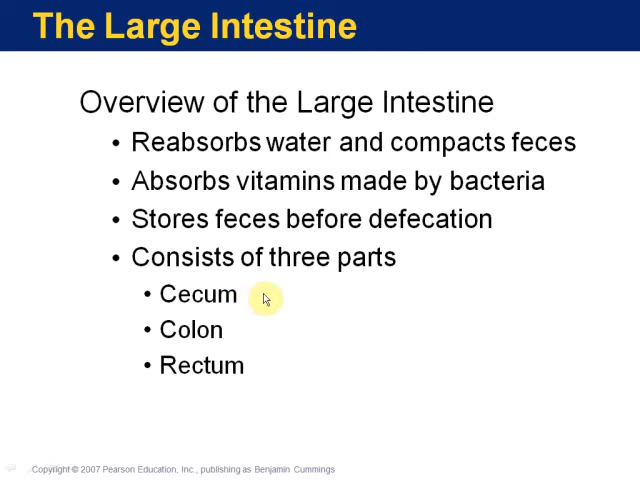 The Large Intestine
Overview of the Large Intestine
• Reabsorbs water and compacts feces
• Absorbs vitamins made by bacteria
• Stores feces before defecation
• Consists of three parts
• Cecum
• Colon
• Rectum
Copyright © 2007 Pearson Education, Inc., publishing as Benjamin Cummings